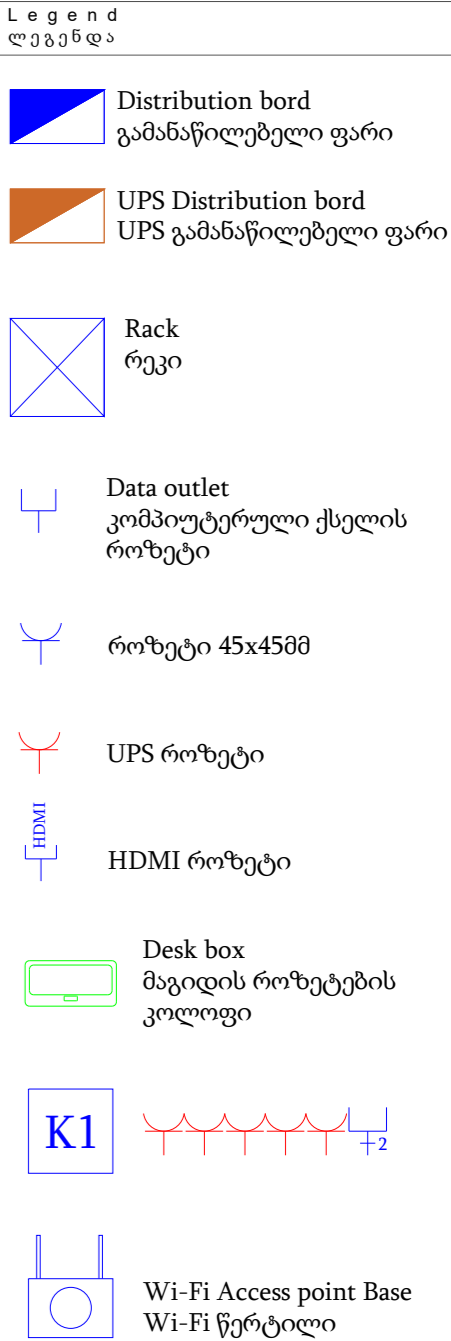 Legend
ლეგენდა
Distribution bord
გამანაწილებელი ფარი
UPS Distribution bord
UPS გამანაწილებელი ფარი
Rack
რეკი
Data outlet
კომპიუტერული ქსელის
როზეტი
როზეტი 45x45მმ
UPS როზეტი
HDMI
HDMI როზეტი
Desk box
მაგიდის როზეტების
კოლოფი
K1
2
Wi-Fi Access point Base
Wi-Fi წერტილი